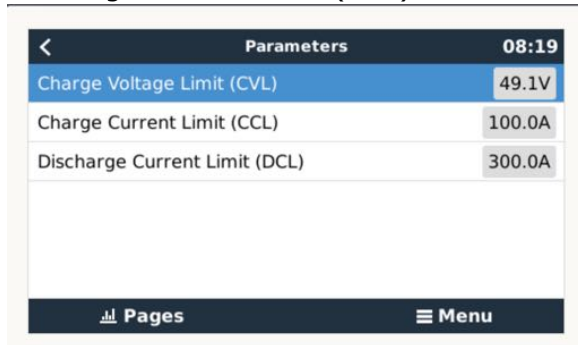 Parameters 08:19
Charge Voltage Limit (CVL) 49.1V
Charge Current Limit (CCL) 100.0A
Discharge Current Limit (DCL) 300.0A
Pages Menu